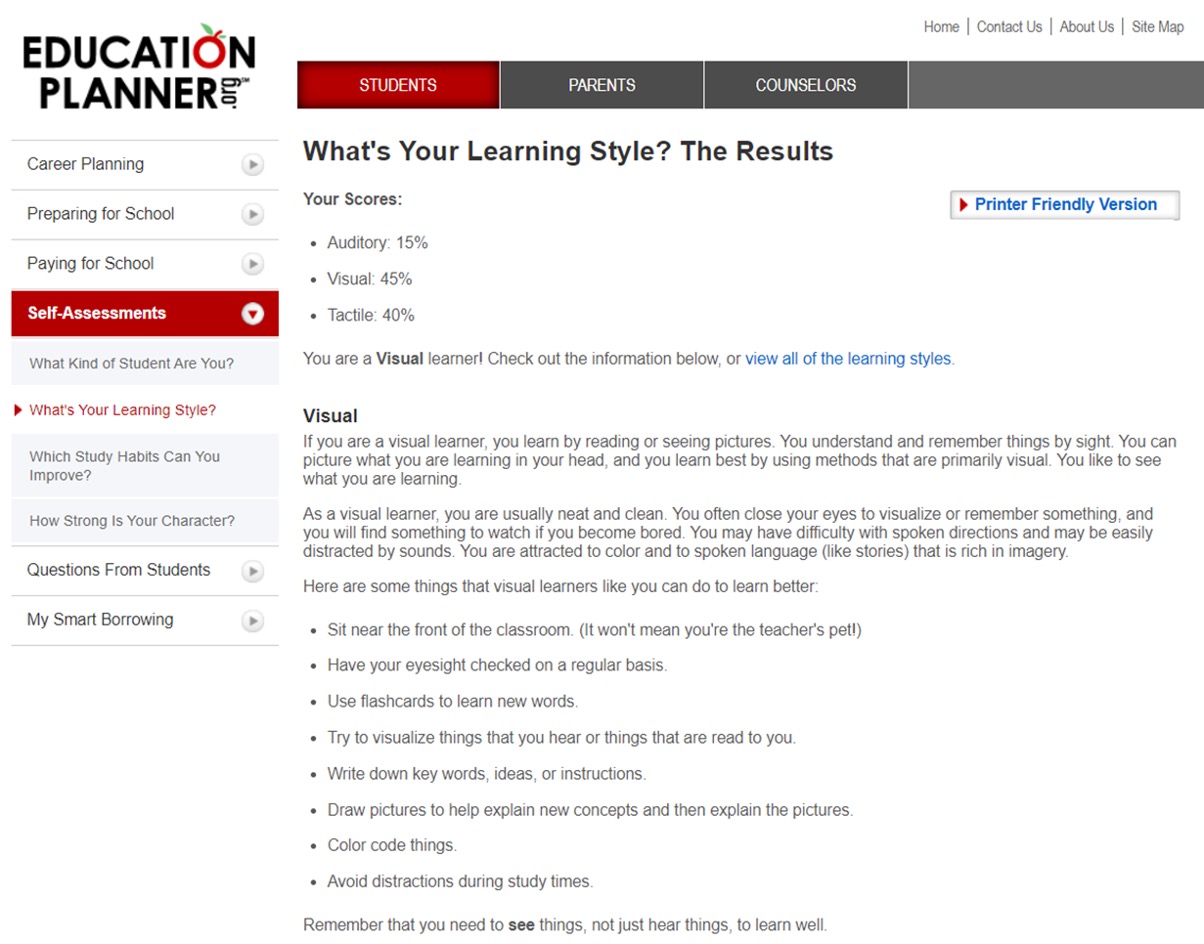 Home | Contact Us | About Us | Site Map
EDUCATION
PLANNER.org℠
STUDENTS
PARENTS
COUNSELORS
Career Planning
Preparing for School
Paying for School
Self-Assessments
What Kind of Student Are You?
What's Your Learning Style?
Which Study Habits Can You
Improve?
How Strong Is Your Character?
Questions From Students
My Smart Borrowing
What's Your Learning Style? The Results
Your Scores:
Printer Friendly Version
• Auditory: 15%
• Visual: 45%
• Tactile: 40%
You are a Visual learner! Check out the information below, or view all of the learning styles.
Visual
If you are a visual learner, you learn by reading or seeing pictures. You understand and remember things by sight. You can
picture what you are learning in your head, and you learn best by using methods that are primarily visual. You like to see
what you are learning.
As a visual learner, you are usually neat and clean. You often close your eyes to visualize or remember something, and
you will find something to watch if you become bored. You may have difficulty with spoken directions and may be easily
distracted by sounds. You are attracted to color and to spoken language (like stories) that is rich in imagery.
Here are some things that visual learners like you can do to learn better:
• Sit near the front of the classroom. (It won't mean you're the teacher's pet!)
• Have your eyesight checked on a regular basis.
• Use flashcards to learn new words.
• Try to visualize things that you hear or things that are read to you.
• Write down key words, ideas, or instructions.
• Draw pictures to help explain new concepts and then explain the pictures.
• Color code things.
• Avoid distractions during study times.
Remember that you need to see things, not just hear things, to learn well.